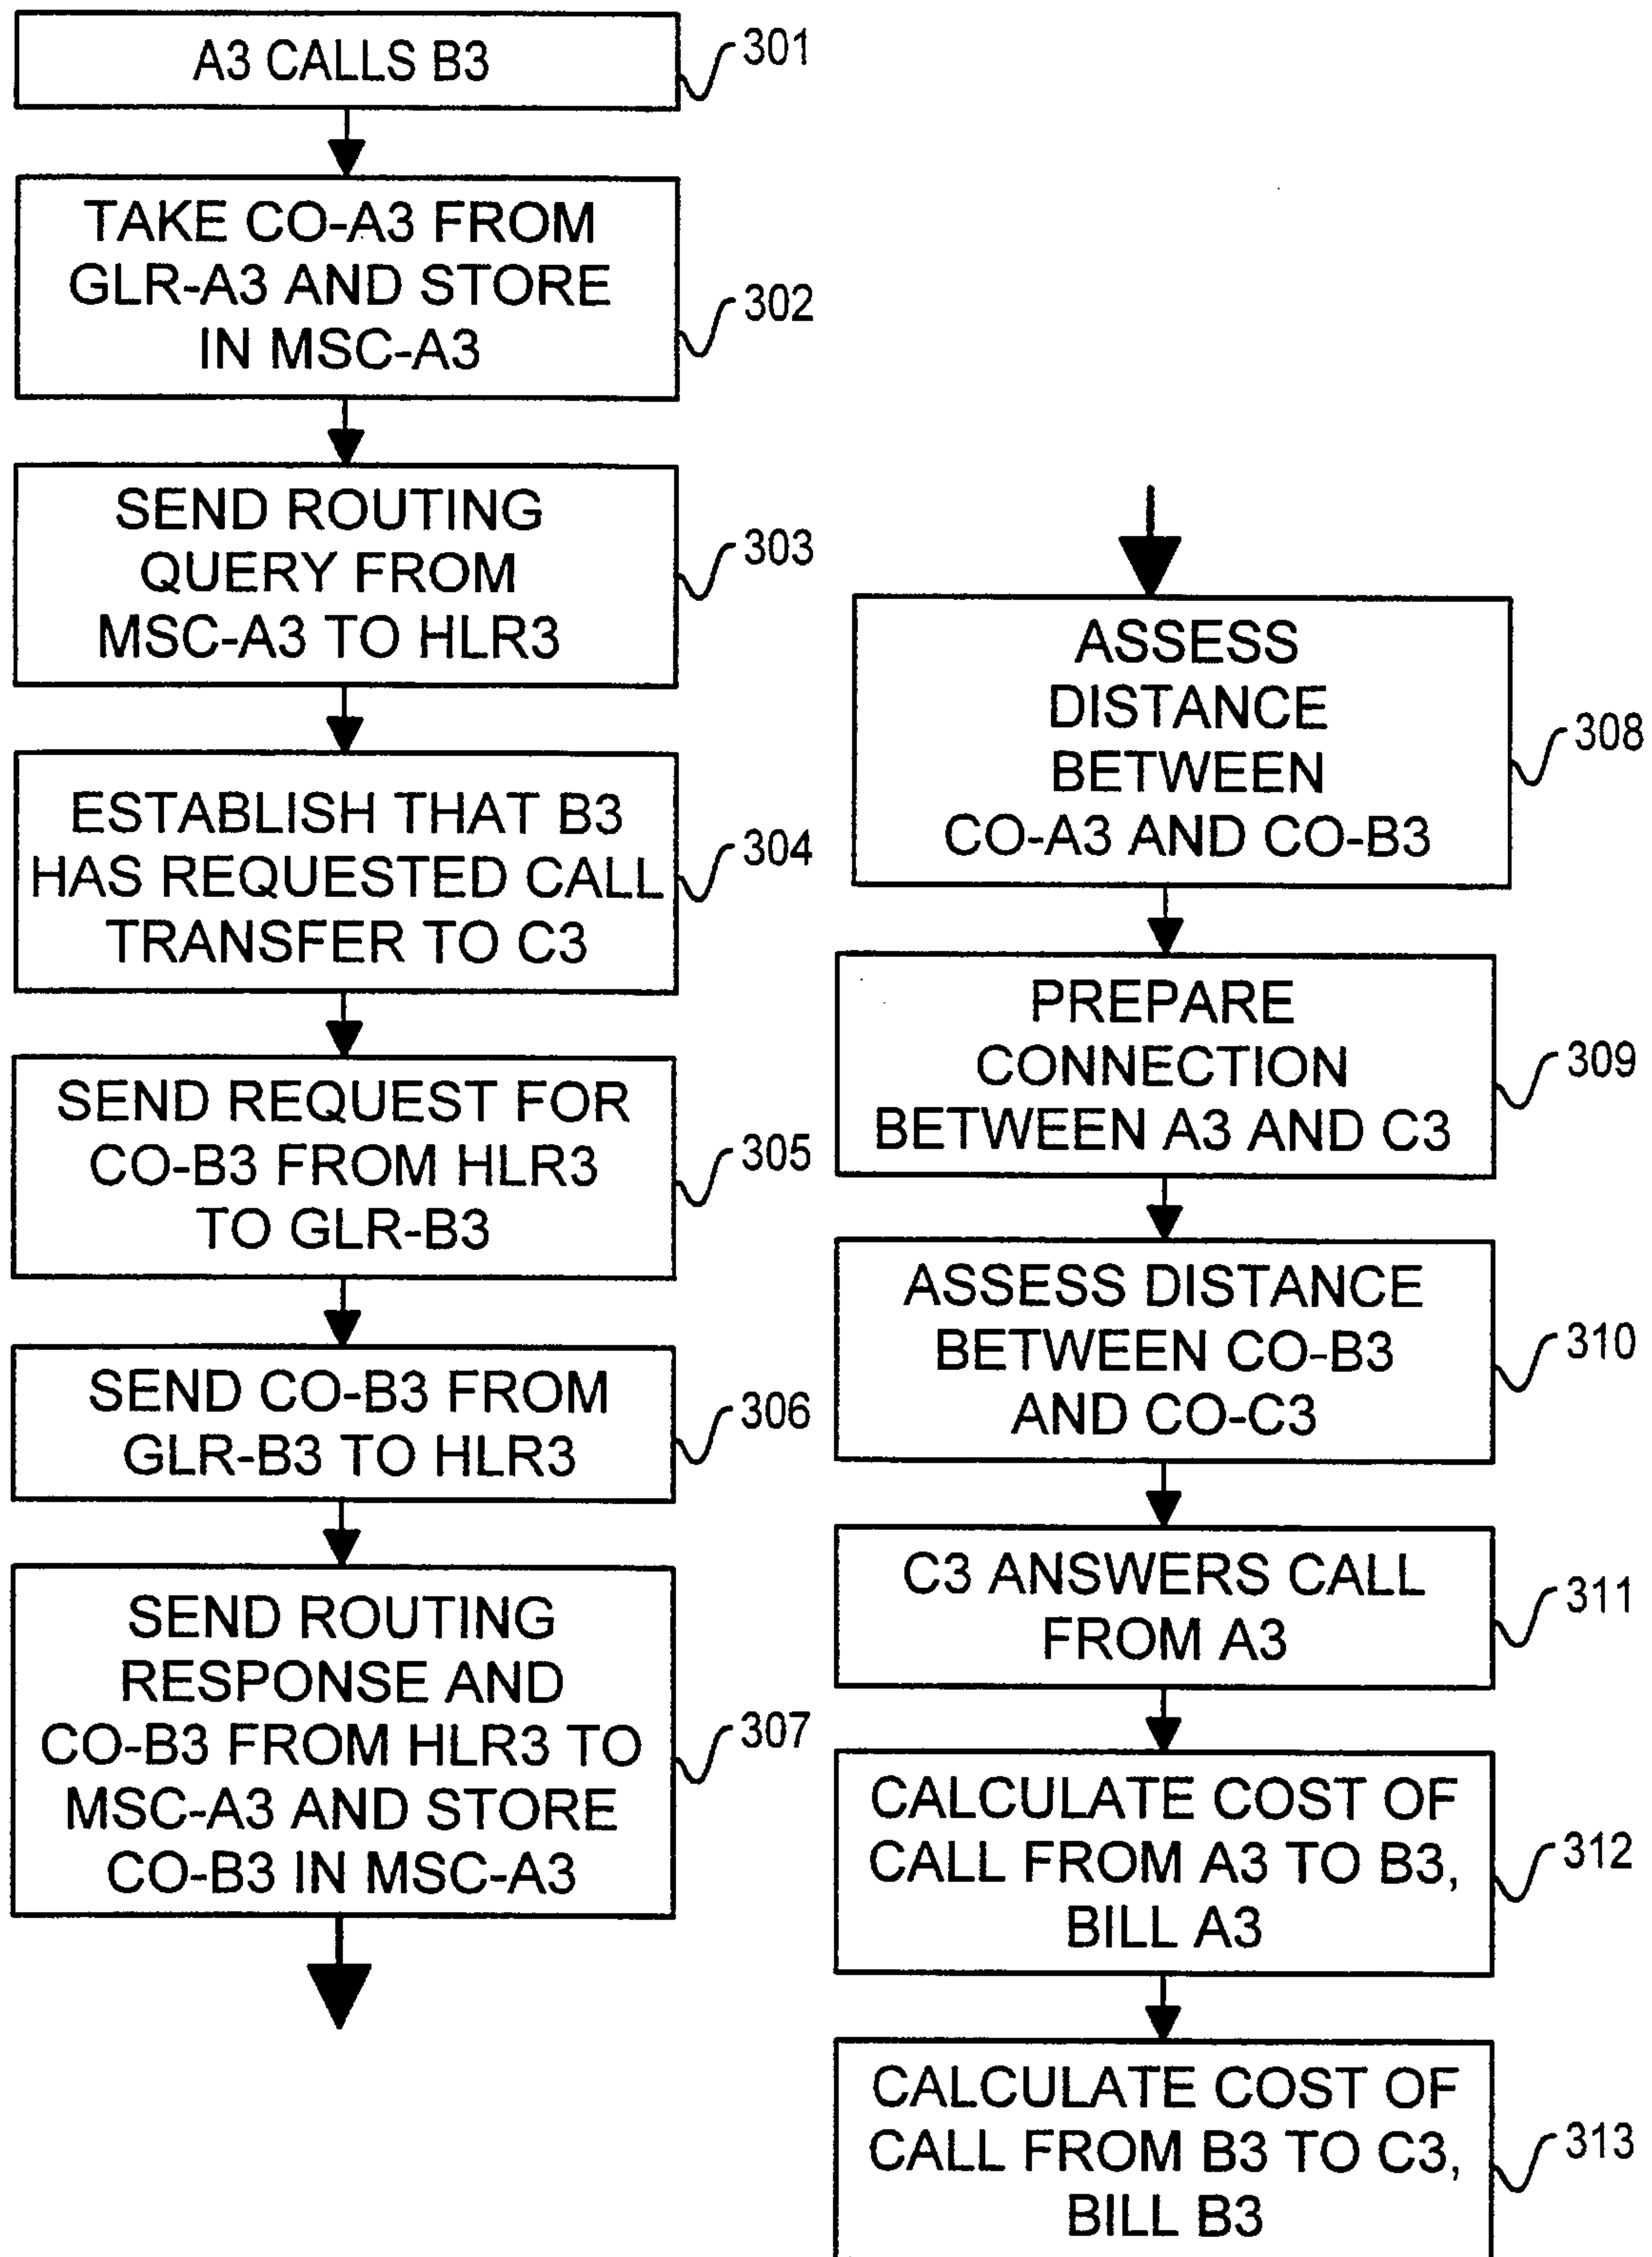 A3 CALLS B3
301
TAKE CO-A3 FROM
GLR-A3 AND STORE
IN MSC-A3
302
SEND ROUTING
QUERY FROM
MSC-A3 TO HLR3
303
ESTABLISH THAT B3
HAS REQUESTED CALL
TRANSFER TO C3
304
SEND REQUEST FOR
CO-B3 FROM HLR3
TO GLR-B3
305
SEND CO-B3 FROM
GLR-B3 TO HLR3
306
SEND ROUTING
RESPONSE AND
CO-B3 FROM HLR3 TO
MSC-A3 AND STORE
CO-B3 IN MSC-A3
307
ASSESS
DISTANCE
BETWEEN
CO-A3 AND CO-B3
308
PREPARE
CONNECTION
BETWEEN A3 AND C3
309
ASSESS DISTANCE
BETWEEN CO-B3
AND CO-C3
310
C3 ANSWERS CALL
FROM A3
311
CALCULATE COST OF
CALL FROM A3 TO B3,
BILL A3
312
CALCULATE COST OF
CALL FROM B3 TO C3,
BILL B3
313